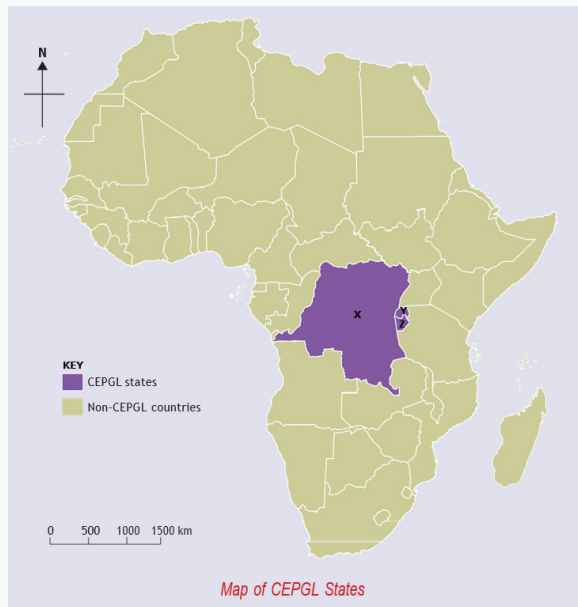 N
X
Y
Z
KEY
CEPGL states
Non-CEPGL countries
0 500 1000 1500 km
Map of CEPGL States